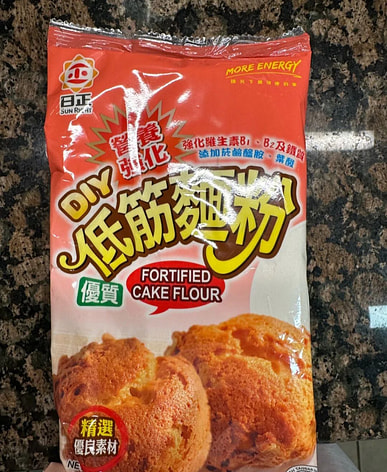 MORE ENERGY
日正
SUN RIGHT
營養
強化
強化維生素B₁、B₂及鐵質
添加菸鹼醯胺、葉酸
DIY
低筋麵粉
優質
FORTIFIED
CAKE FLOUR
精選
優良素材